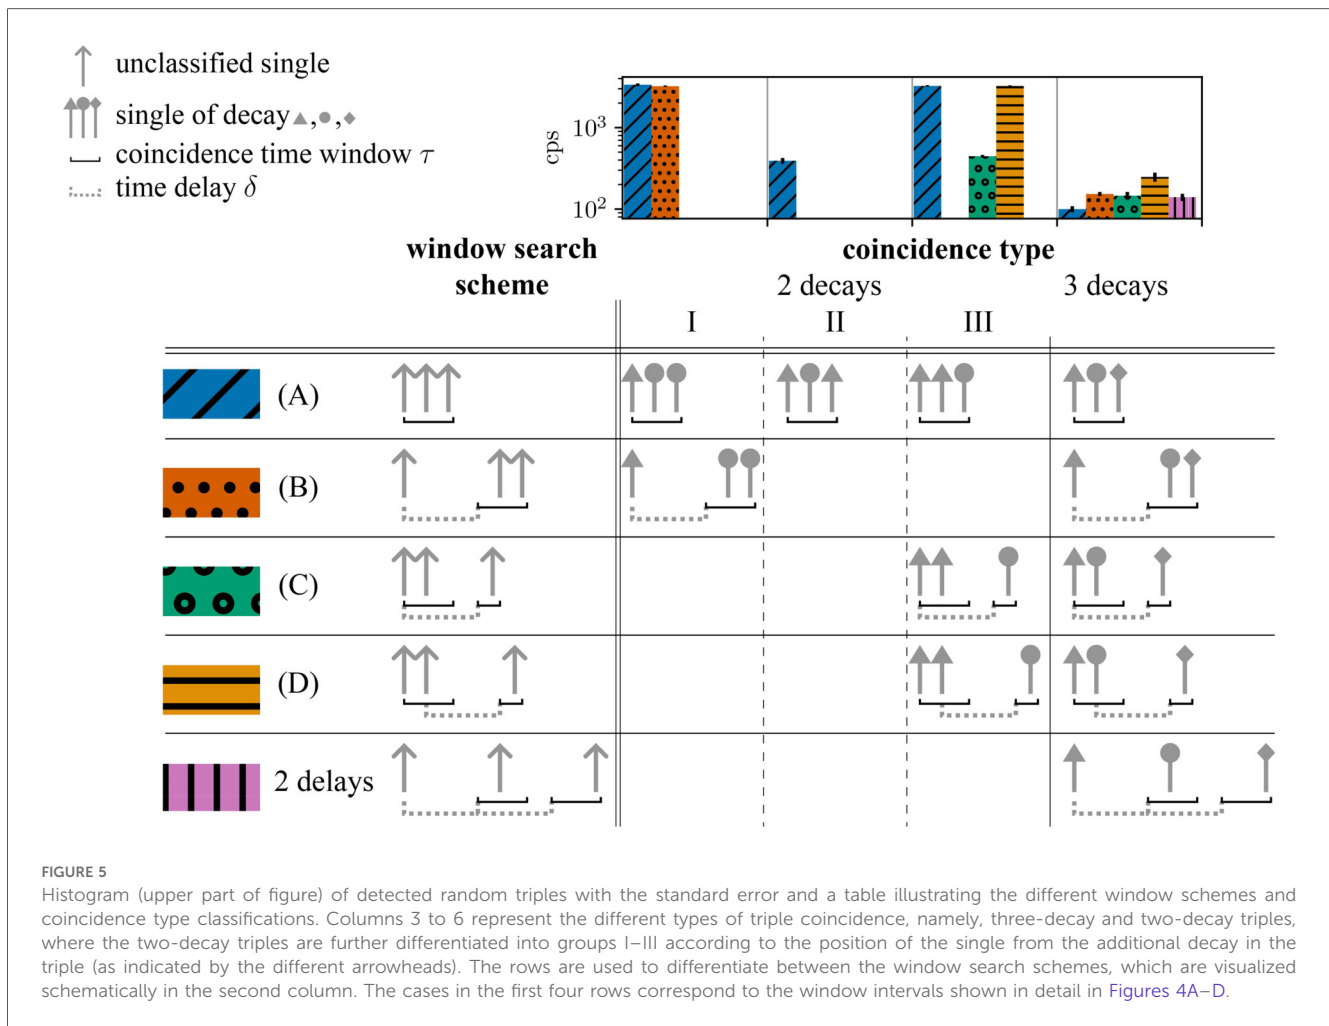 unclassified single
single of decay▲,●,◆
coincidence time window τ
time delay δ
cps
10³
10²
window search
scheme
coincidence type
2 decays
3 decays
I
II
III
(A)
(B)
(C)
(D)
2 delays
FIGURE 5
Histogram (upper part of figure) of detected random triples with the standard error and a table illustrating the different window schemes and
coincidence type classifications. Columns 3 to 6 represent the different types of triple coincidence, namely, three-decay and two-decay triples,
where the two-decay triples are further differentiated into groups I–III according to the position of the single from the additional decay in the
triple (as indicated by the different arrowheads). The rows are used to differentiate between the window search schemes, which are visualized
schematically in the second column. The cases in the first four rows correspond to the window intervals shown in detail in Figures 4A–D.